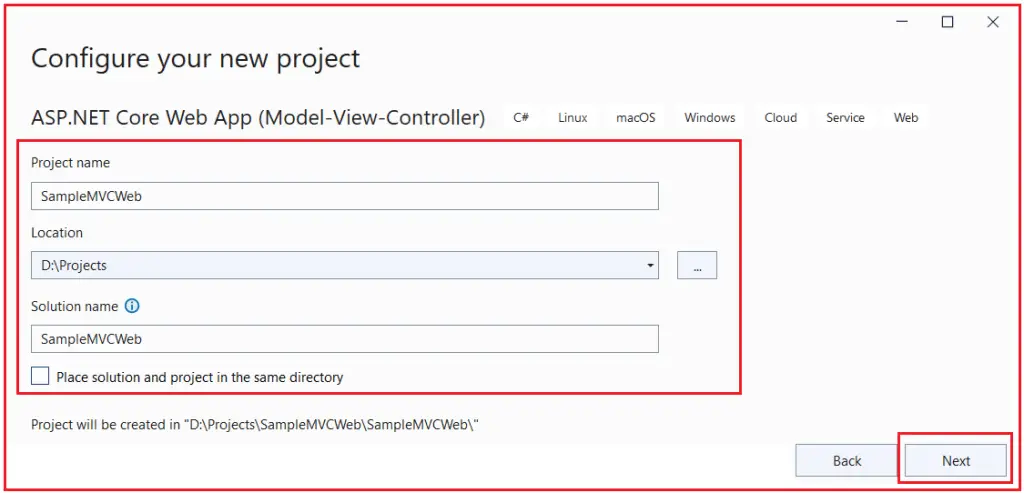 Configure your new project
ASP.NET Core Web App (Model-View-Controller) C# Linux macOS Windows Cloud Service Web
Project name
SampleMVCWeb
Location
D:\Projects
...
Solution name
SampleMVCWeb
Place solution and project in the same directory
Project will be created in "D:\Projects\SampleMVCWeb\SampleMVCWeb\"
Back Next